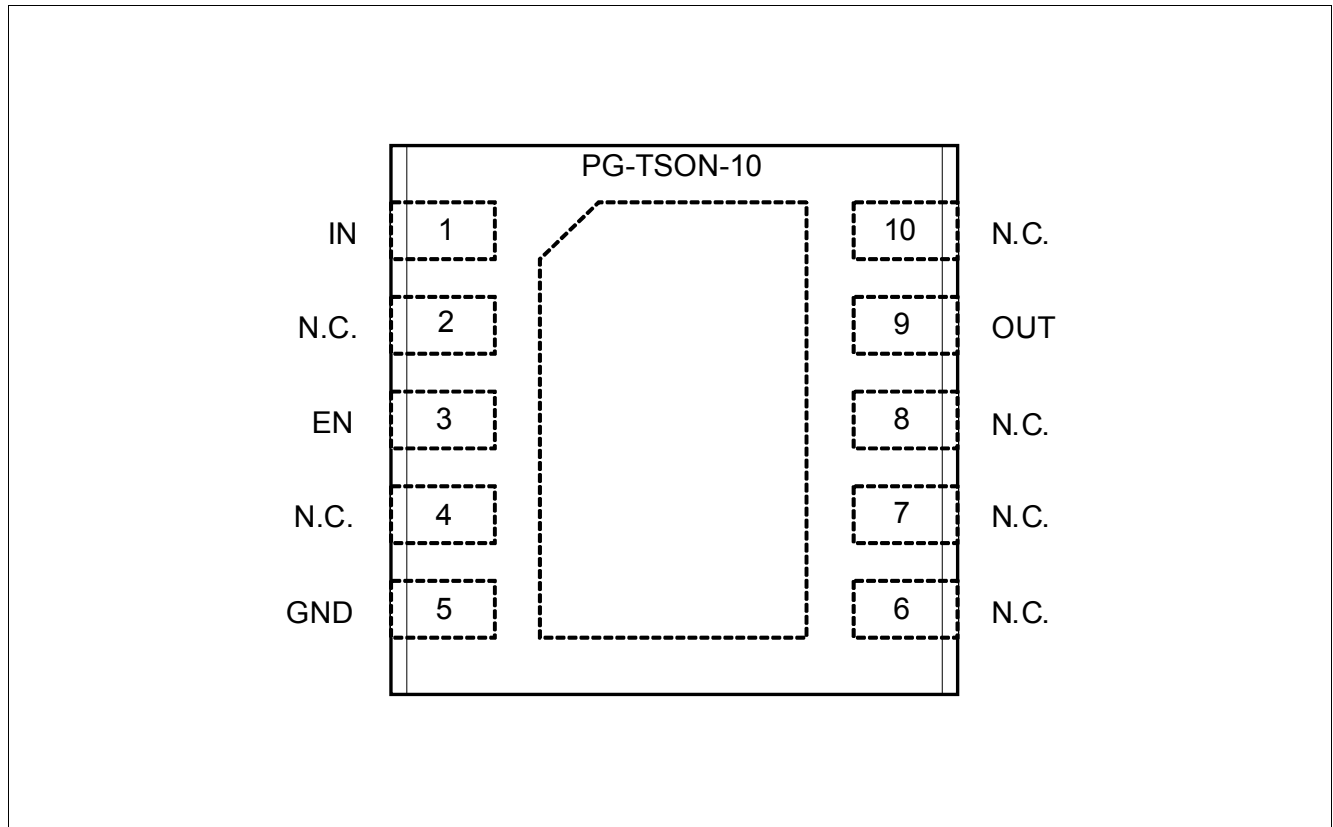 PG-TSON-10
IN 1 10 N.C.
N.C. 2 9 OUT
EN 3 8 N.C.
N.C. 4 7 N.C.
GND 5 6 N.C.